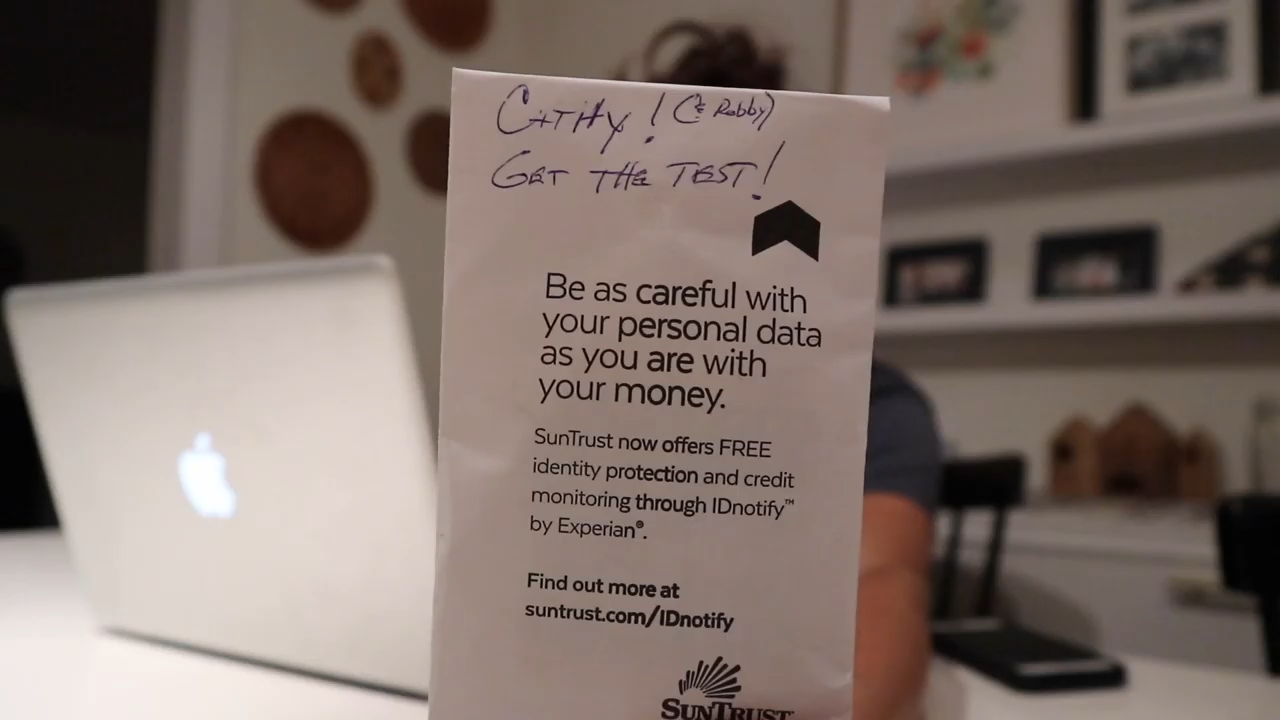 CATHY! (& Robby)
GET THE TEST!
Be as careful with
your personal data
as you are with
your money.
SunTrust now offers FREE
identity protection and credit
monitoring through IDnotify™
by Experian®.
Find out more at
suntrust.com/IDnotify
SUNTRUST